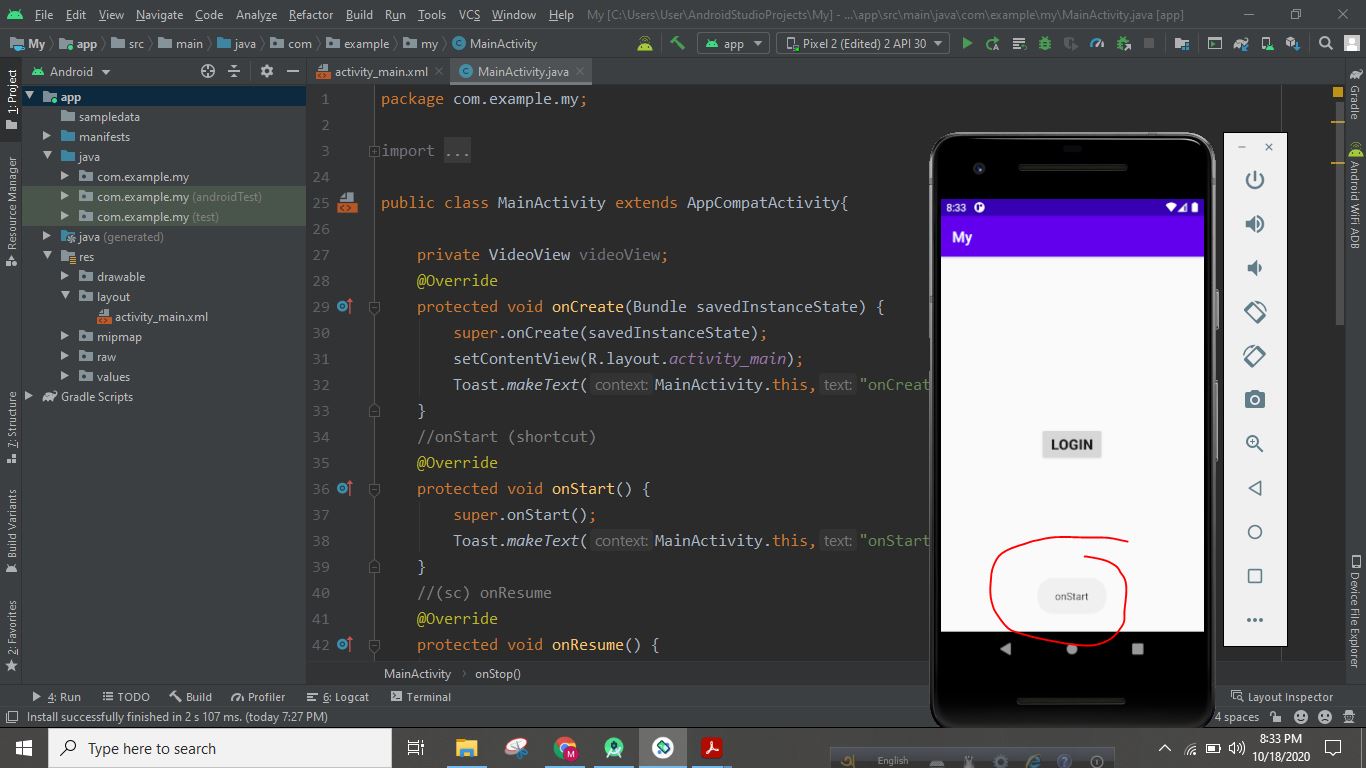 File Edit View Navigate Code Analyze Refactor Build Run Tools VCS Window Help My [C:\Users\User\AndroidStudioProjects\My] - ...\app\src\main\java\com\example\my\MainActivity.java [app]
My app src main java com example my MainActivity app Pixel 2 (Edited) 2 API 30
Android activity_main.xml MainActivity.java
1: Project
Resource Manager
7: Structure
Build Variants
2: Favorites
app
sampledata
manifests
java
com.example.my
com.example.my (androidTest)
com.example.my (test)
java (generated)
res
drawable
layout
activity_main.xml
mipmap
raw
values
Gradle Scripts
1 package com.example.my;
2
3 import ...
24
25 public class MainActivity extends AppCompatActivity{
26
27 private VideoView videoView;
28 @Override
29 protected void onCreate(Bundle savedInstanceState) {
30 super.onCreate(savedInstanceState);
31 setContentView(R.layout.activity_main);
32 Toast.makeText( context: MainActivity.this, text: "onCreat
33 }
34 //onStart (shortcut)
35 @Override
36 protected void onStart() {
37 super.onStart();
38 Toast.makeText( context: MainActivity.this, text: "onStart
39 }
40 //(sc) onResume
41 @Override
42 protected void onResume() {
MainActivity onStop()
8:33
My
LOGIN
onStart
Gradle
Android WiFi ADB
Device File Explorer
4: Run TODO Build Profiler 6: Logcat Terminal Layout Inspector
Install successfully finished in 2 s 107 ms. (today 7:27 PM) 4 spaces
Type here to search
M
English
8:33 PM
10/18/2020